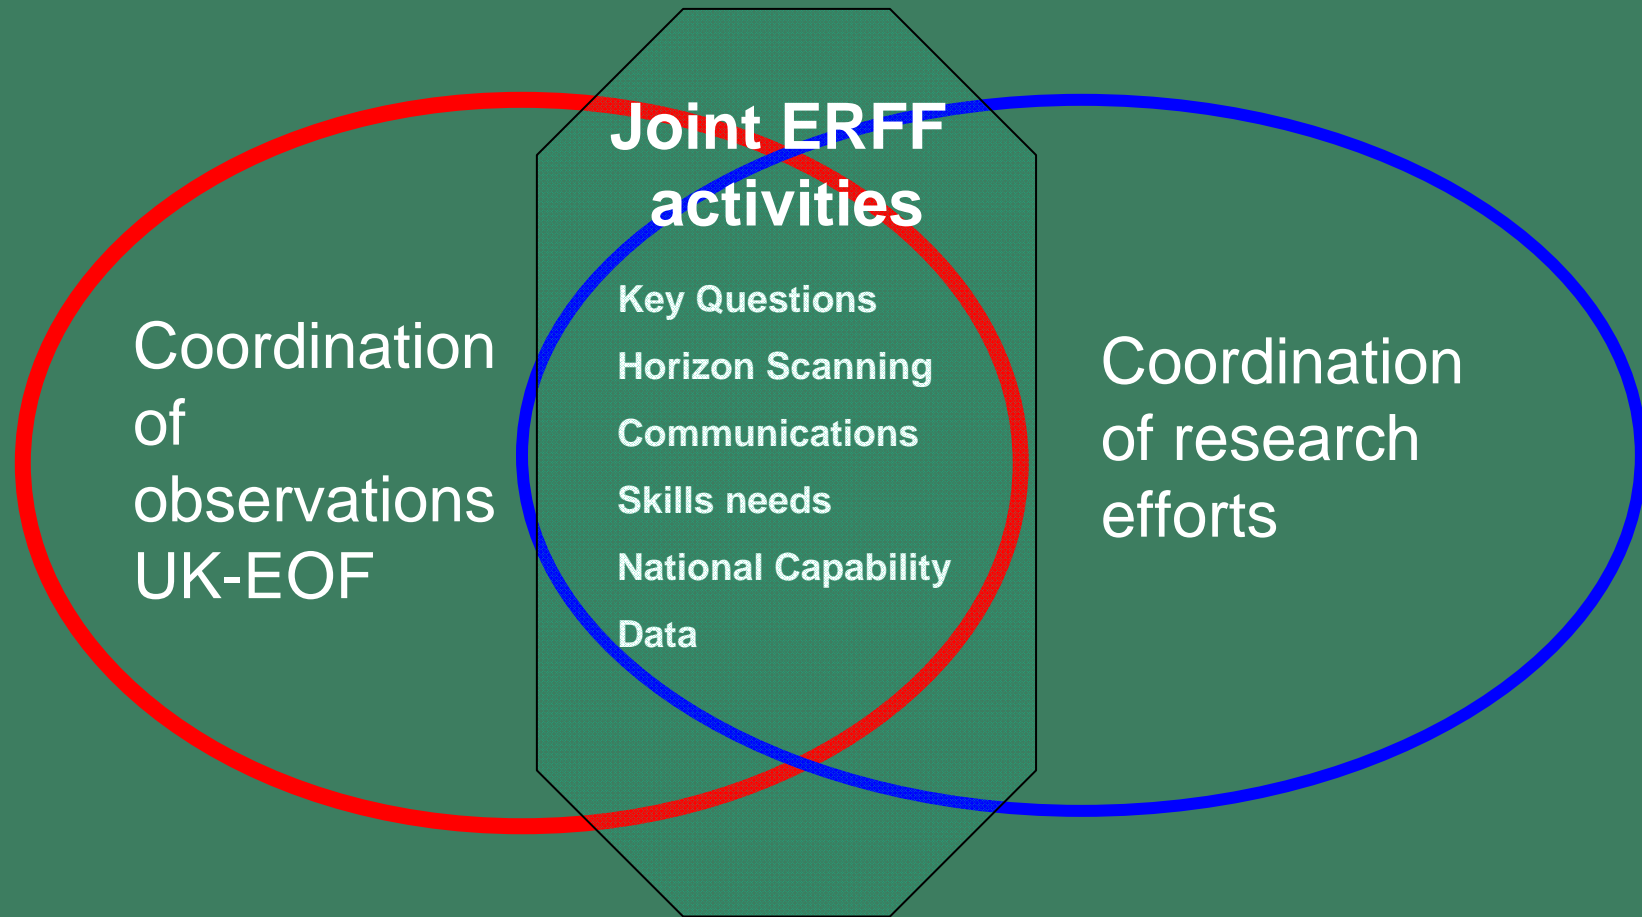 Joint ERFF
activities
Key Questions
Horizon Scanning
Communications
Skills needs
National Capability
Data
Coordination
of
observations
UK-EOF
Coordination
of research
efforts